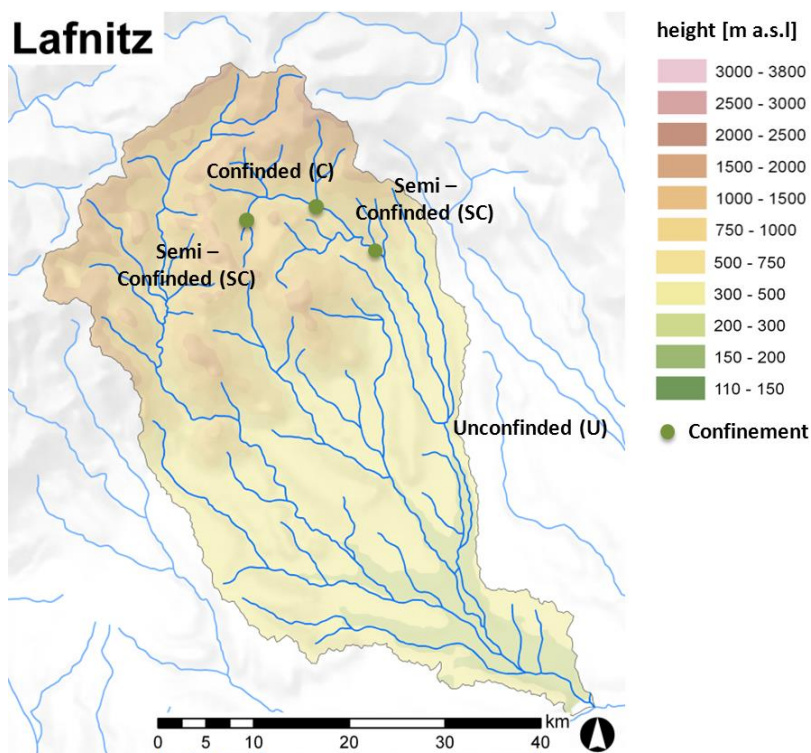 Lafnitz
Confinded (C)
Semi –
Confinded (SC)
Semi –
Confinded (SC)
Unconfinded (U)
km
0 5 10 20 30 40
height [m a.s.l]
3000 - 3800
2500 - 3000
2000 - 2500
1500 - 2000
1000 - 1500
750 - 1000
500 - 750
300 - 500
200 - 300
150 - 200
110 - 150
Confinement